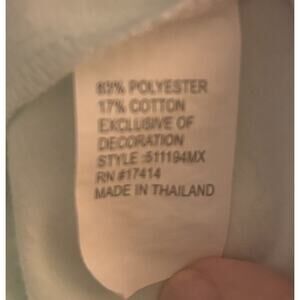 83% POLYESTER
17% COTTON
EXCLUSIVE OF
DECORATION
STYLE :511194MX
RN #17414
MADE IN THAILAND